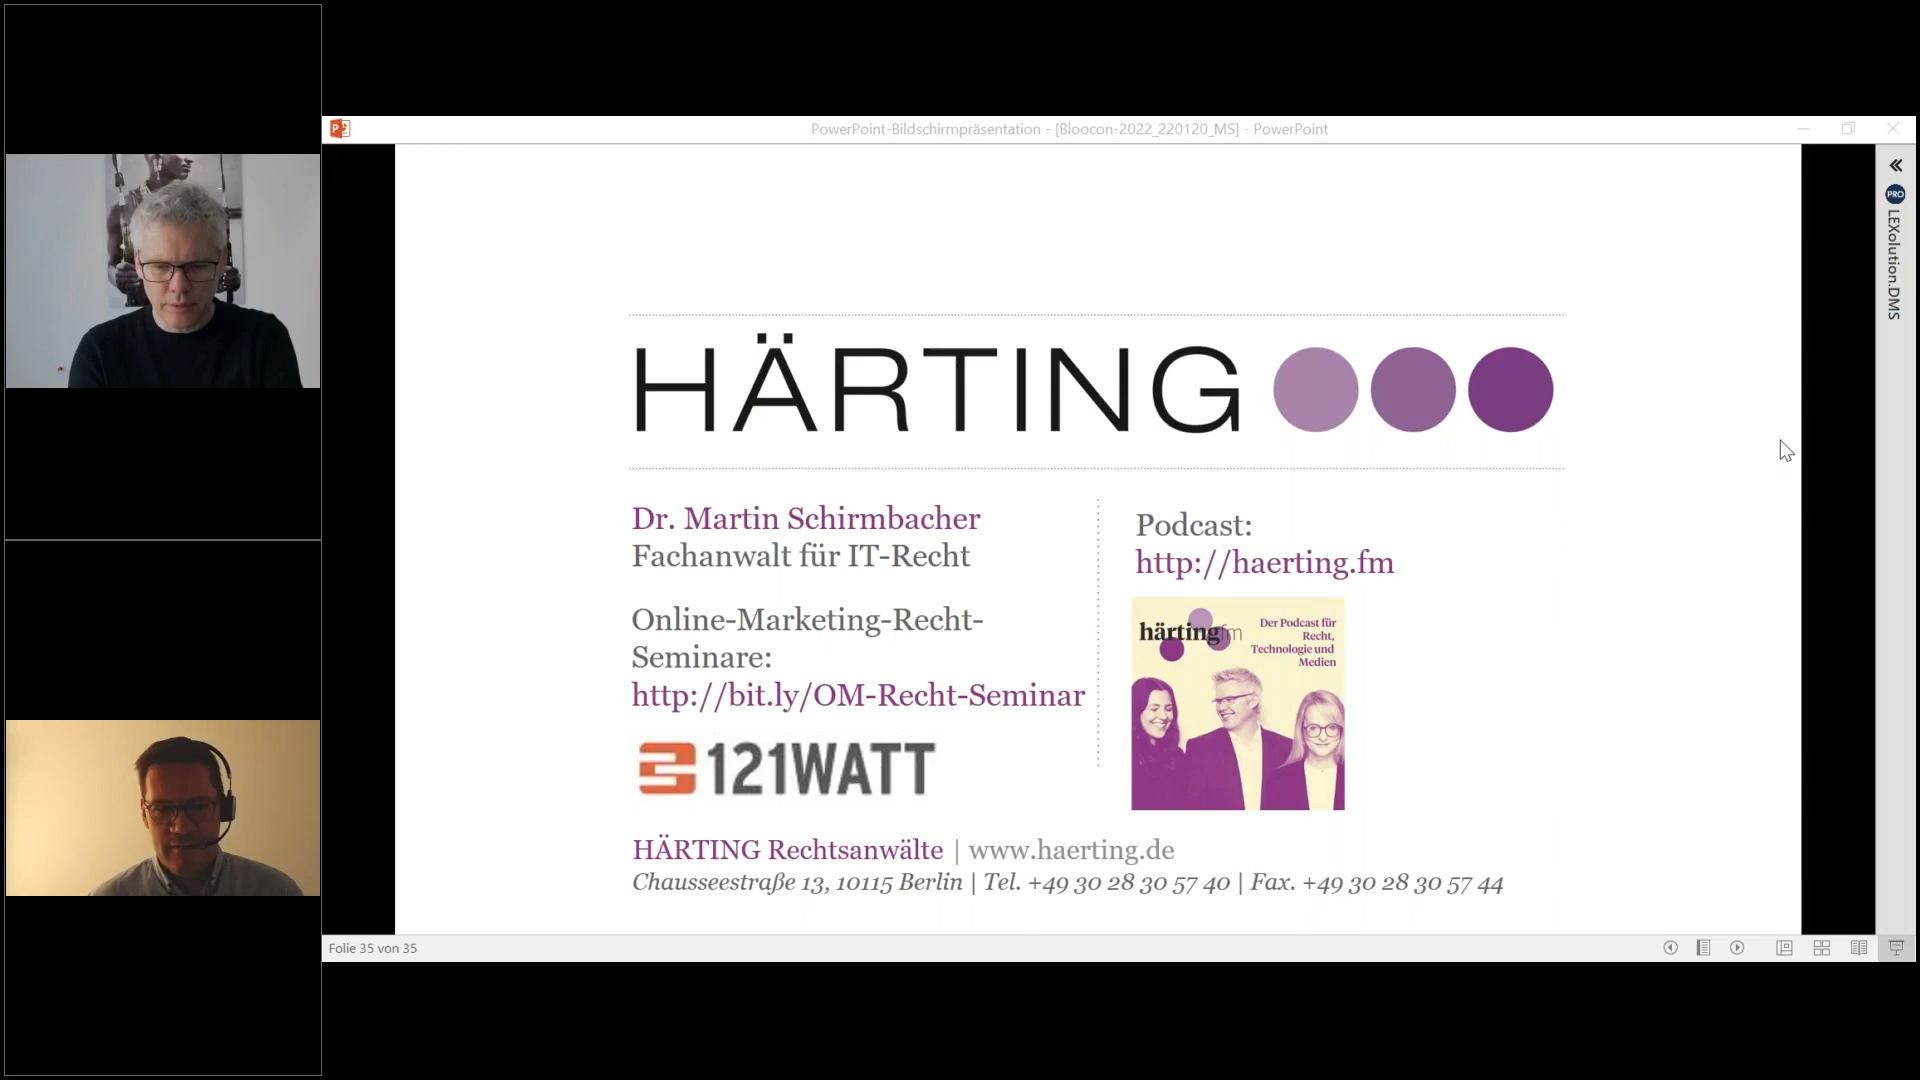 PowerPoint-Bildschirmpräsentation - [Bloocon-2022_220120_MS] - PowerPoint
PRO
LEXolution.DMS
HÄRTING
Dr. Martin Schirmbacher
Fachanwalt für IT-Recht
Online-Marketing-Recht-
Seminare:
http://bit.ly/OM-Recht-Seminar
121WATT
Podcast:
http://haerting.fm
härting fm
Der Podcast für
Recht,
Technologie und
Medien
HÄRTING Rechtsanwälte | www.haerting.de
Chausseestraße 13, 10115 Berlin | Tel. +49 30 28 30 57 40 | Fax. +49 30 28 30 57 44
Folie 35 von 35